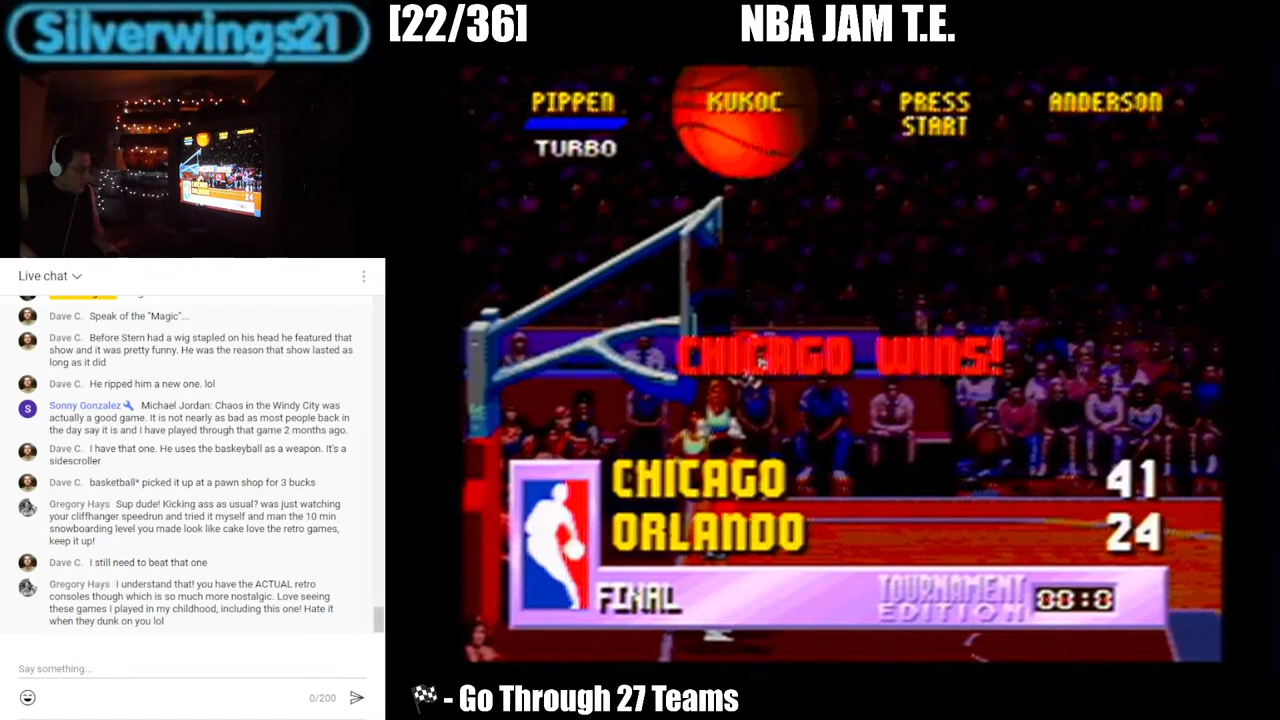 Silverwings21
[22/36]
NBA JAM T.E.
PIPPEN
TURBO
KUKOC
PRESS
START
ANDERSON
CHICAGO WINS!
CHICAGO 41
ORLANDO 24
FINAL
TOURNAMENT
EDITION
00:0
Live chat
Dave C. Speak of the "Magic"...
Dave C. Before Stern had a wig stapled on his head he featured that
show and it was pretty funny. He was the reason that show lasted as
long as it did
Dave C. He ripped him a new one. lol
S
Sonny Gonzalez Michael Jordan: Chaos in the Windy City was
actually a good game. It is not nearly as bad as most people back in
the day say it is and I have played through that game 2 months ago.
Dave C. I have that one. He uses the baskeyball as a weapon. It's a
sidescroller
Dave C. basketball* picked it up at a pawn shop for 3 bucks
Gregory Hays Sup dude! Kicking ass as usual? was just watching
your cliffhanger speedrun and tried it myself and man the 10 min
snowboarding level you made look like cake love the retro games,
keep it up!
Dave C. I still need to beat that one
Gregory Hays I understand that! you have the ACTUAL retro
consoles though which is so much more nostalgic. Love seeing
these games I played in my childhood, including this one! Hate it
when they dunk on you lol
Say something...
0/200
- Go Through 27 Teams